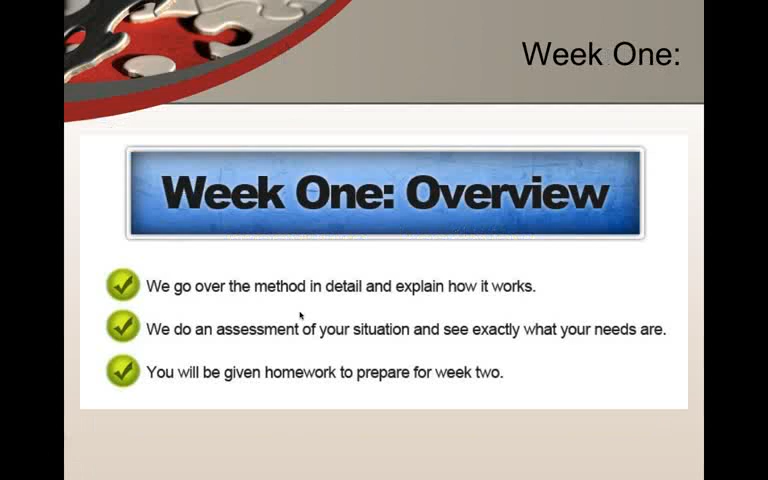 Week One:
Week One: Overview
We go over the method in detail and explain how it works.
We do an assessment of your situation and see exactly what your needs are.
You will be given homework to prepare for week two.